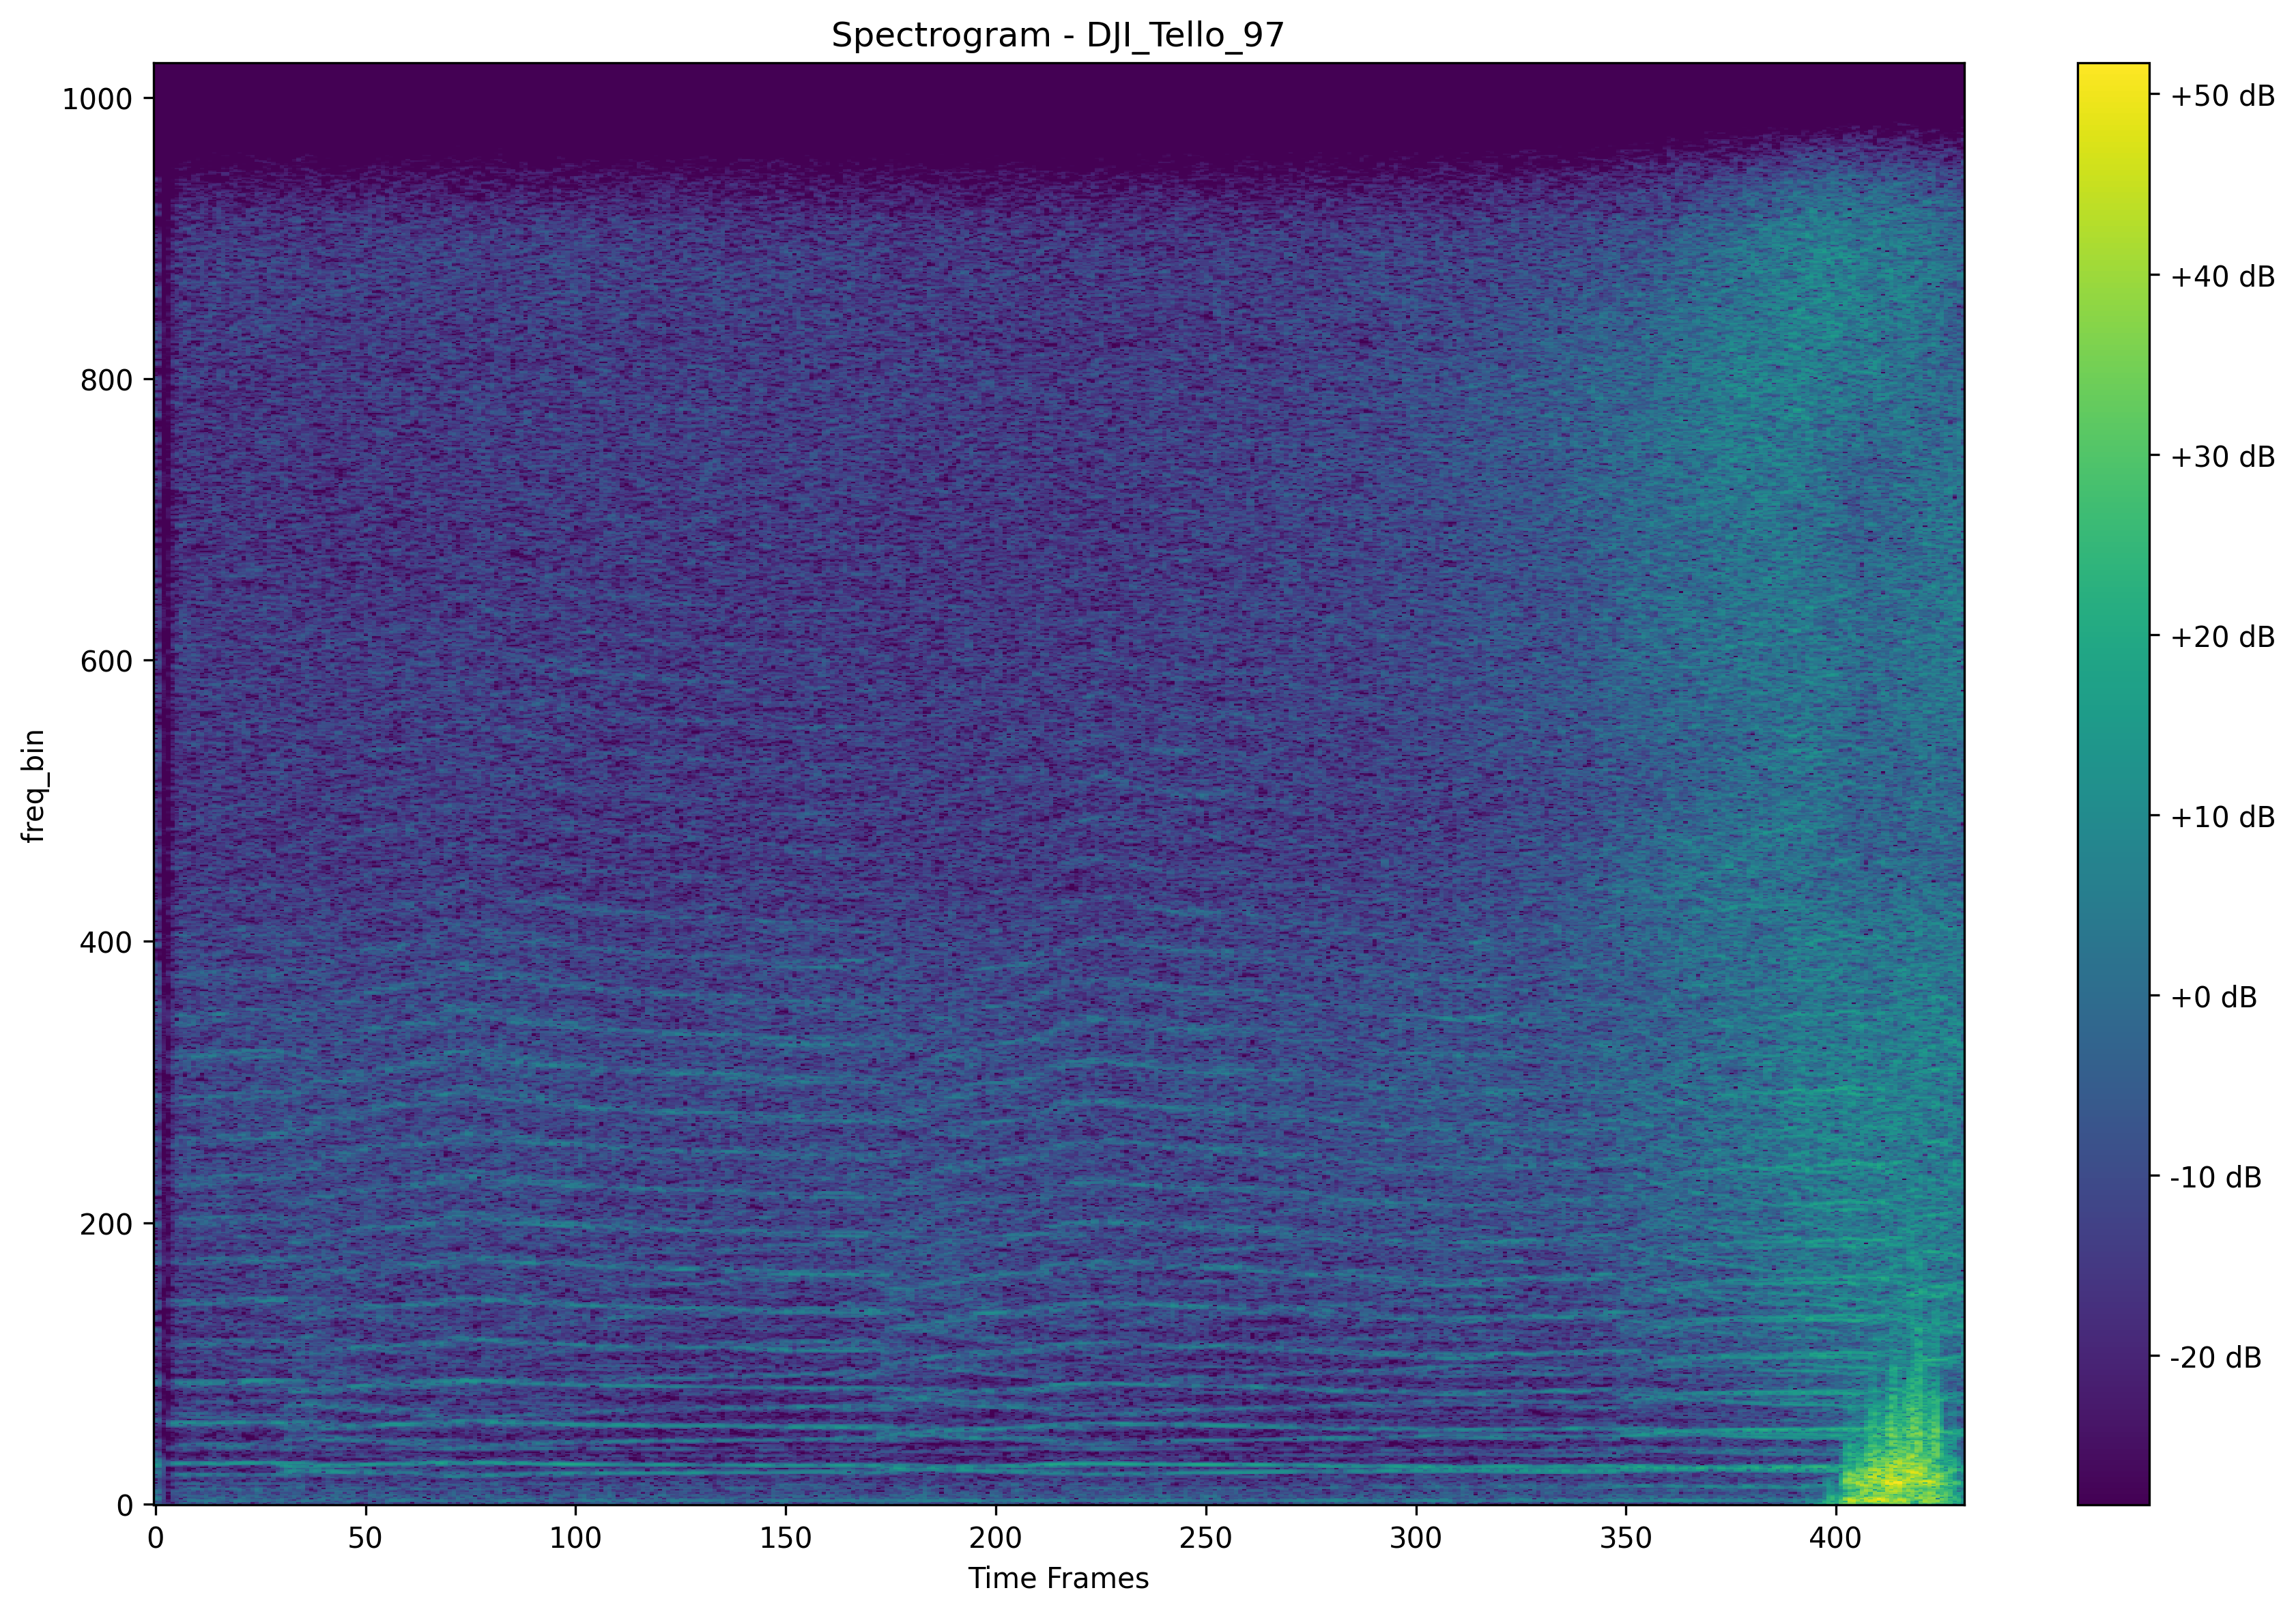 Spectrogram - DJI_Tello_97
1000
800
600
400
200
0
freq_bin
0 50 100 150 200 250 300 350 400
Time Frames
+50 dB
+40 dB
+30 dB
+20 dB
+10 dB
+0 dB
-10 dB
-20 dB